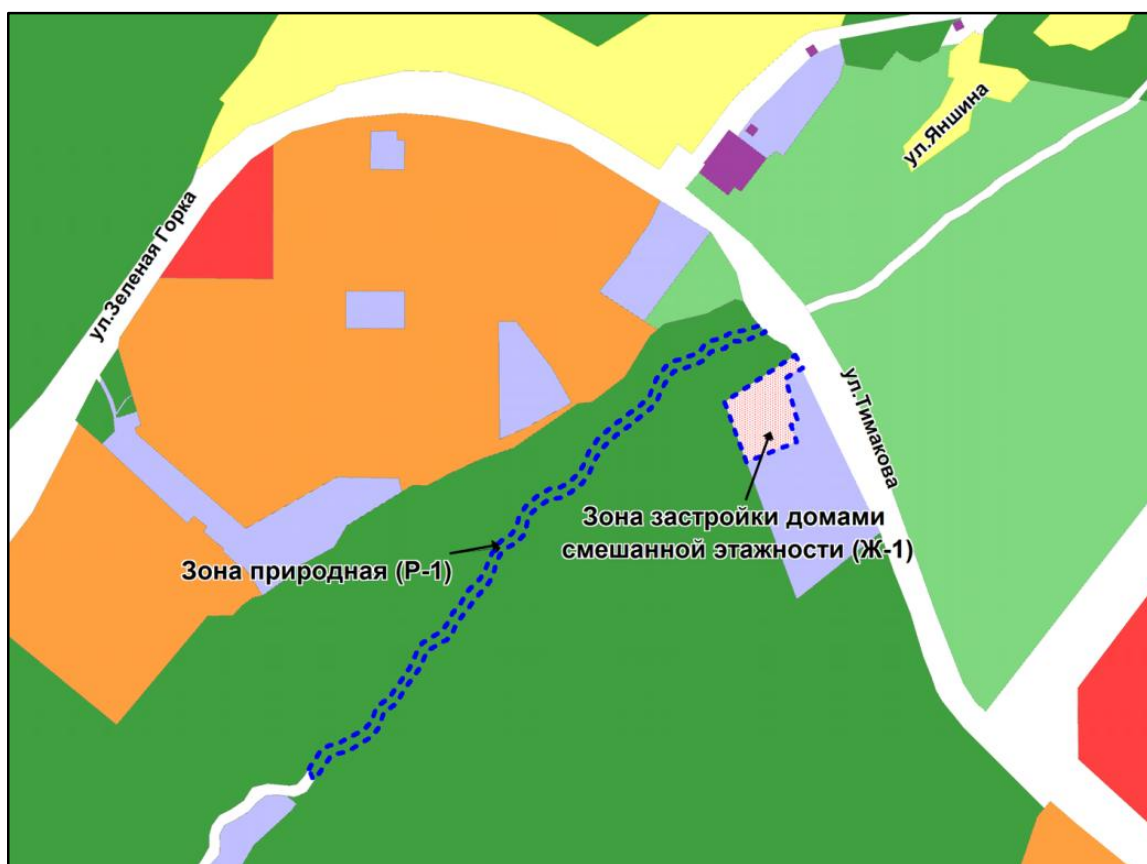 ул.Яншина
ул.Зеленая Горка
ул.Тимакова
Зона застройки домами
смешанной этажности (Ж-1)
Зона природная (Р-1)